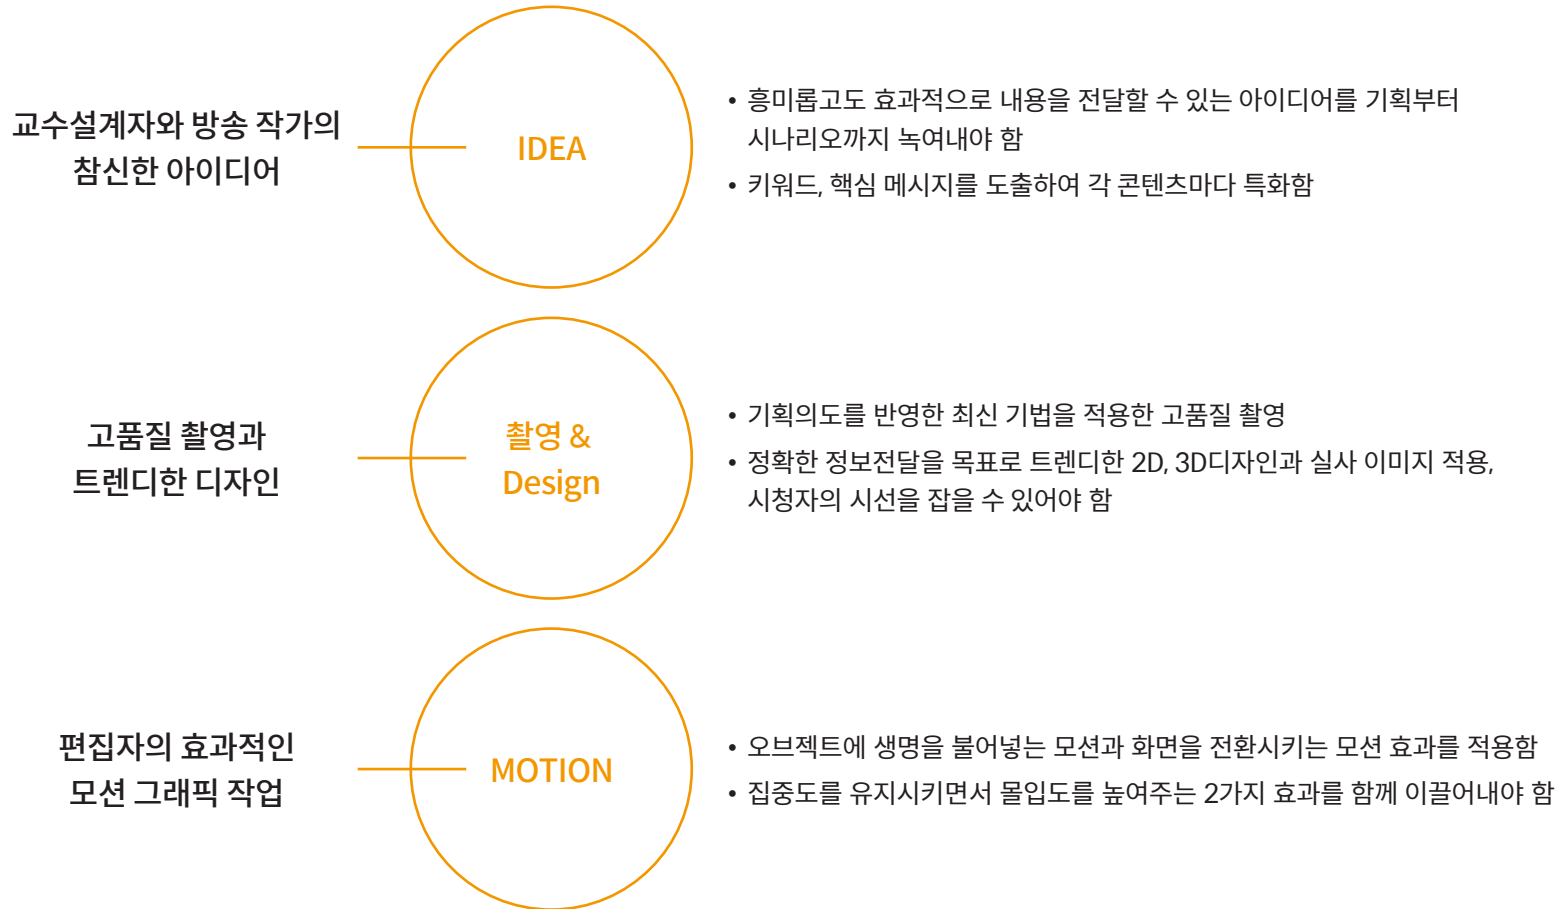 교수설계자와 방송 작가의
참신한 아이디어
IDEA
• 흥미롭고도 효과적으로 내용을 전달할 수 있는 아이디어를 기획부터
시나리오까지 녹여내야 함
• 키워드, 핵심 메시지를 도출하여 각 콘텐츠마다 특화함
고품질 촬영과
트렌디한 디자인
촬영 &
Design
• 기획의도를 반영한 최신 기법을 적용한 고품질 촬영
• 정확한 정보전달을 목표로 트렌디한 2D, 3D디자인과 실사 이미지 적용,
시청자의 시선을 잡을 수 있어야 함
편집자의 효과적인
모션 그래픽 작업
MOTION
• 오브젝트에 생명을 불어넣는 모션과 화면을 전환시키는 모션 효과를 적용함
• 집중도를 유지시키면서 몰입도를 높여주는 2가지 효과를 함께 이끌어내야 함